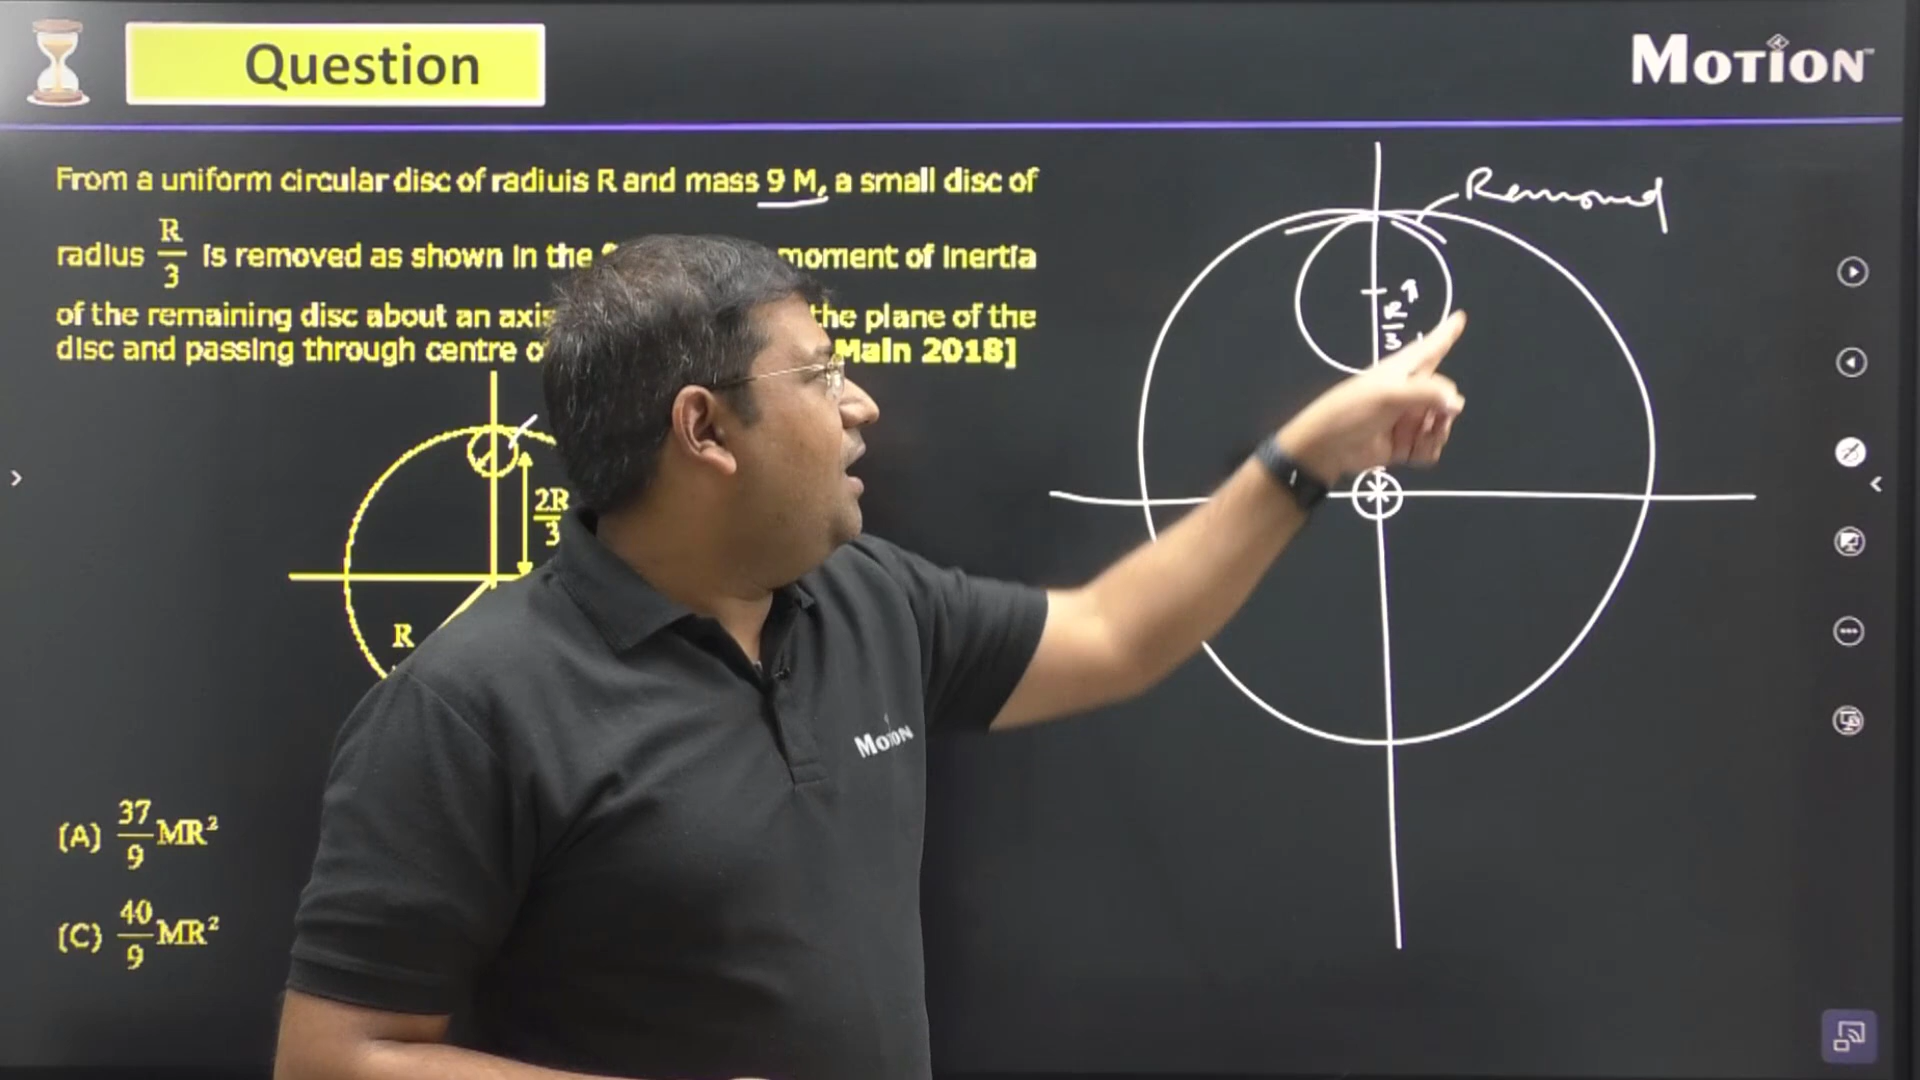 Question
MOTION
From a uniform circular disc of radiuis R and mass 9 M, a small disc of
radius R/3 is removed as shown in the moment of inertia
of the remaining disc about an axis the plane of the
disc and passing through centre Main 2018]
2R/3
R
(A) 37/9 MR²
(C) 40/9 MR²
Removed
R/3
MOTION